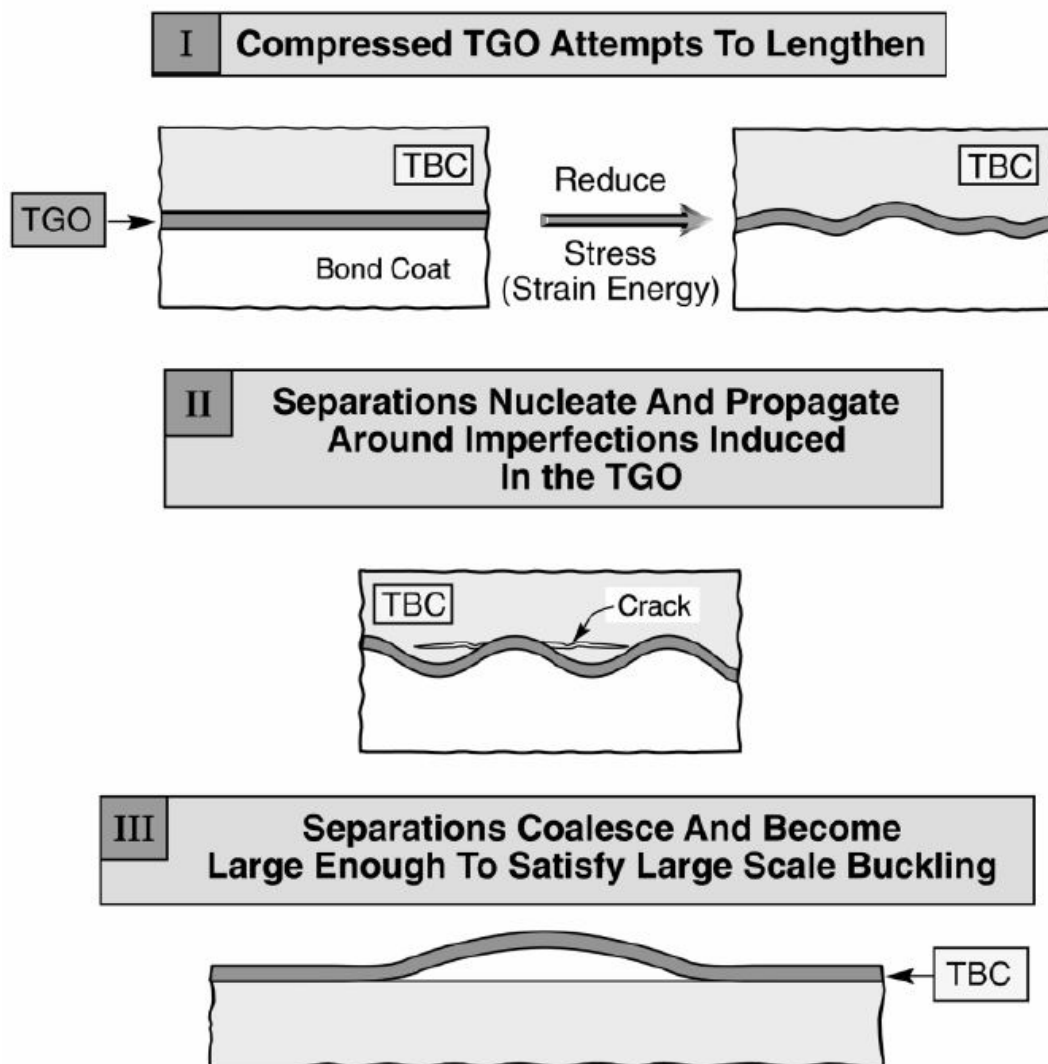 I Compressed TGO Attempts To Lengthen
TBC
TBC
Reduce
TGO
Stress
Bond Coat
(Strain Energy)
II Separations Nucleate And Propagate
Around Imperfections Induced
In the TGO
TBC
Crack
III Separations Coalesce And Become
Large Enough To Satisfy Large Scale Buckling
TBC